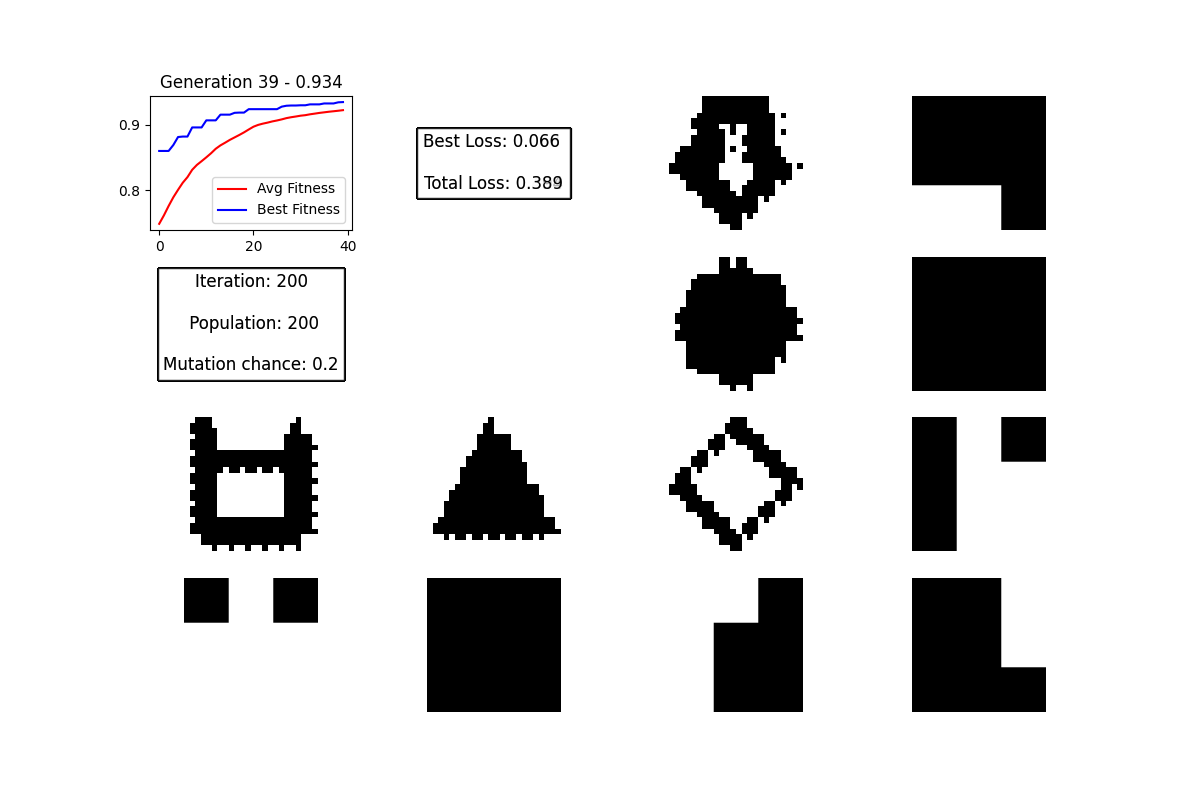 Generation 39 - 0.934
0.9
0.8
Avg Fitness
Best Fitness
0
20
40
Best Loss: 0.066
Total Loss: 0.389
Iteration: 200
Population: 200
Mutation chance: 0.2